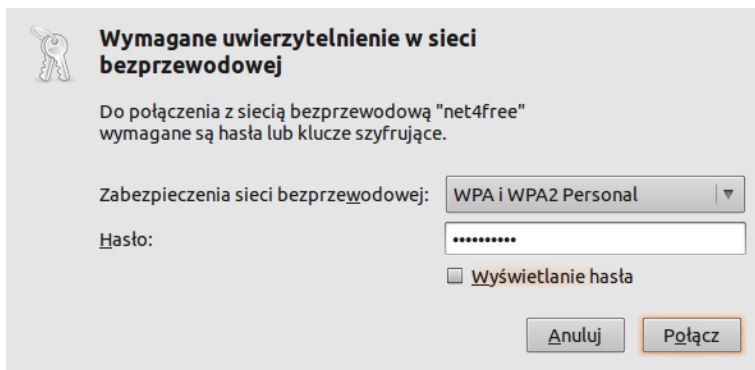 Wymagane uwierzytelnienie w sieci
bezprzewodowej
Do połączenia z siecią bezprzewodową "net4free"
wymagane są hasła lub klucze szyfrujące.
Zabezpieczenia sieci bezprzewodowej: WPA i WPA2 Personal
Hasło: ••••••••••
Wyświetlanie hasła
Anuluj Połącz